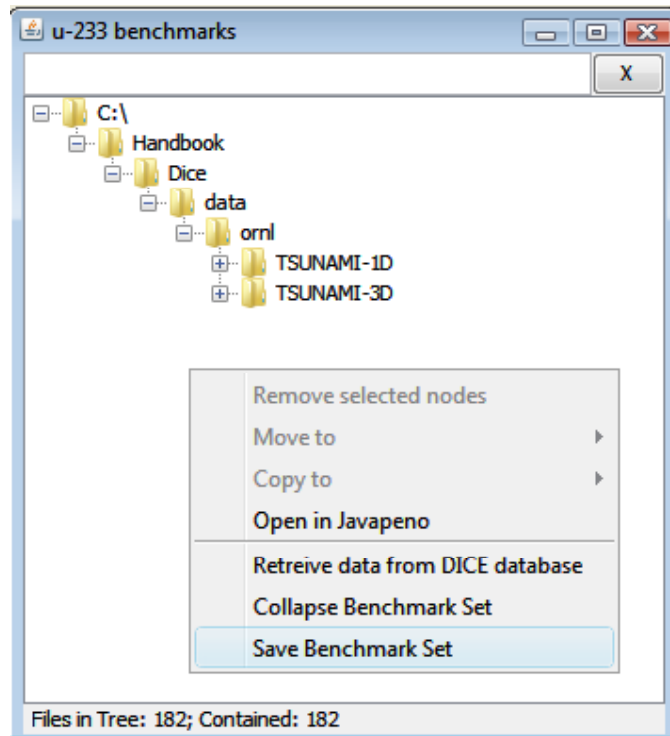 u-233 benchmarks
X
C:\
Handbook
Dice
data
ornl
TSUNAMI-1D
TSUNAMI-3D
Remove selected nodes
Move to
Copy to
Open in Javapeno
Retreive data from DICE database
Collapse Benchmark Set
Save Benchmark Set
Files in Tree: 182; Contained: 182